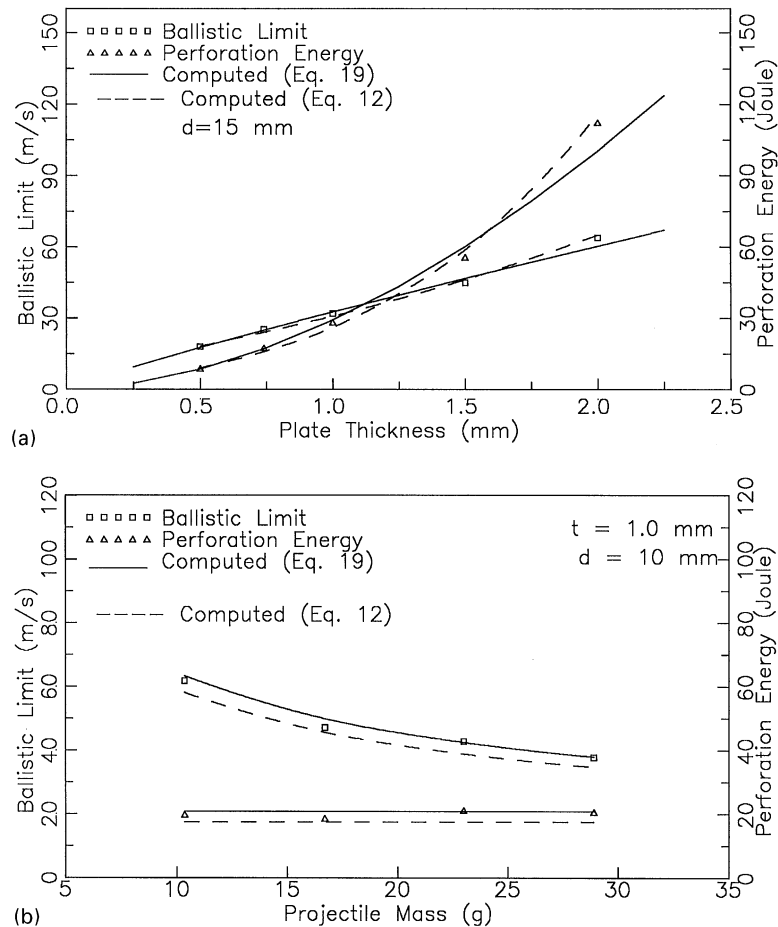 Ballistic Limit
Perforation Energy
Computed (Eq. 19)
Computed (Eq. 12)
d=15 mm
Ballistic Limit (m/s)
0 30 60 90 120 150
Perforation Energy (Joule)
0 30 60 90 120 150
0.0 0.5 1.0 1.5 2.0 2.5
Plate Thickness (mm)
(a)
Ballistic Limit
Perforation Energy
Computed (Eq. 19)
Computed (Eq. 12)
t = 1.0 mm
d = 10 mm
Ballistic Limit (m/s)
0 20 40 60 80 100 120
Perforation Energy (Joule)
0 20 40 60 80 100 120
5 10 15 20 25 30 35
Projectile Mass (g)
(b)